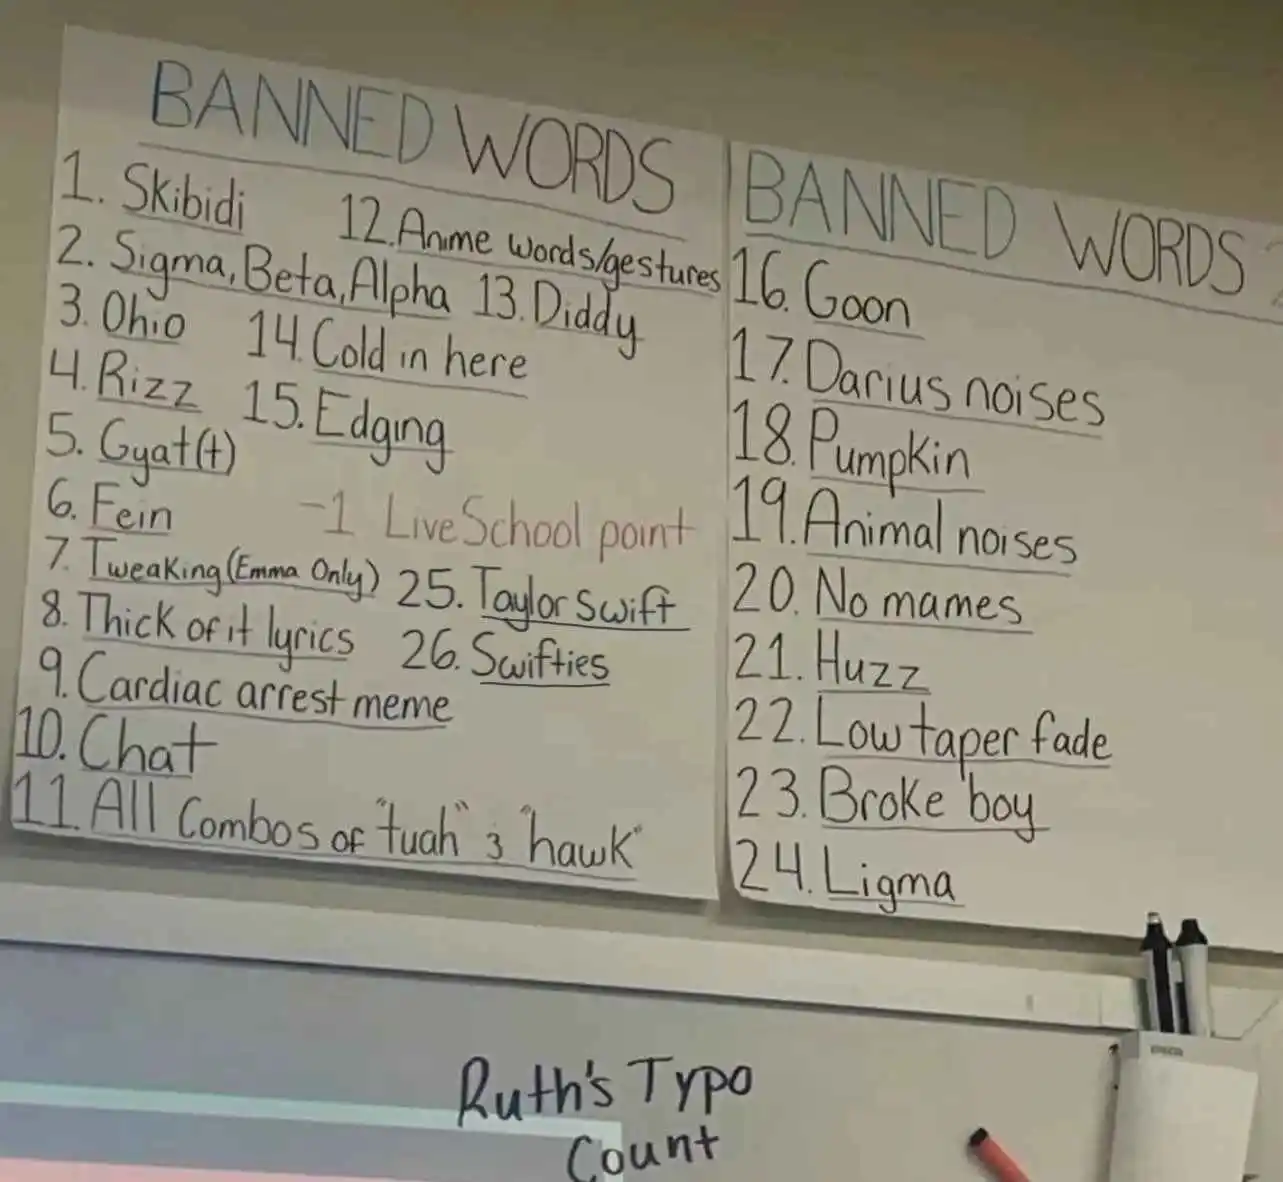 BANNED WORDS
1. Skibidi
2. Sigma, Beta, Alpha
3. Ohio
4. Rizz
5. Gyat(t)
6. Fein
7. Tweaking (Emma Only)
8. Thick of it lyrics
9. Cardiac arrest meme
10. Chat
11. All Combos of "tuah" & "hawk"
12. Anime words/gestures
13. Diddy
14. Cold in here
15. Edging
-1 LiveSchool point
25. Taylor Swift
26. Swifties
BANNED WORDS
16. Goon
17. Darius noises
18. Pumpkin
19. Animal noises
20. No mames
21. Huzz
22. Low taper fade
23. Broke boy
24. Ligma
Ruth's Typo
Count